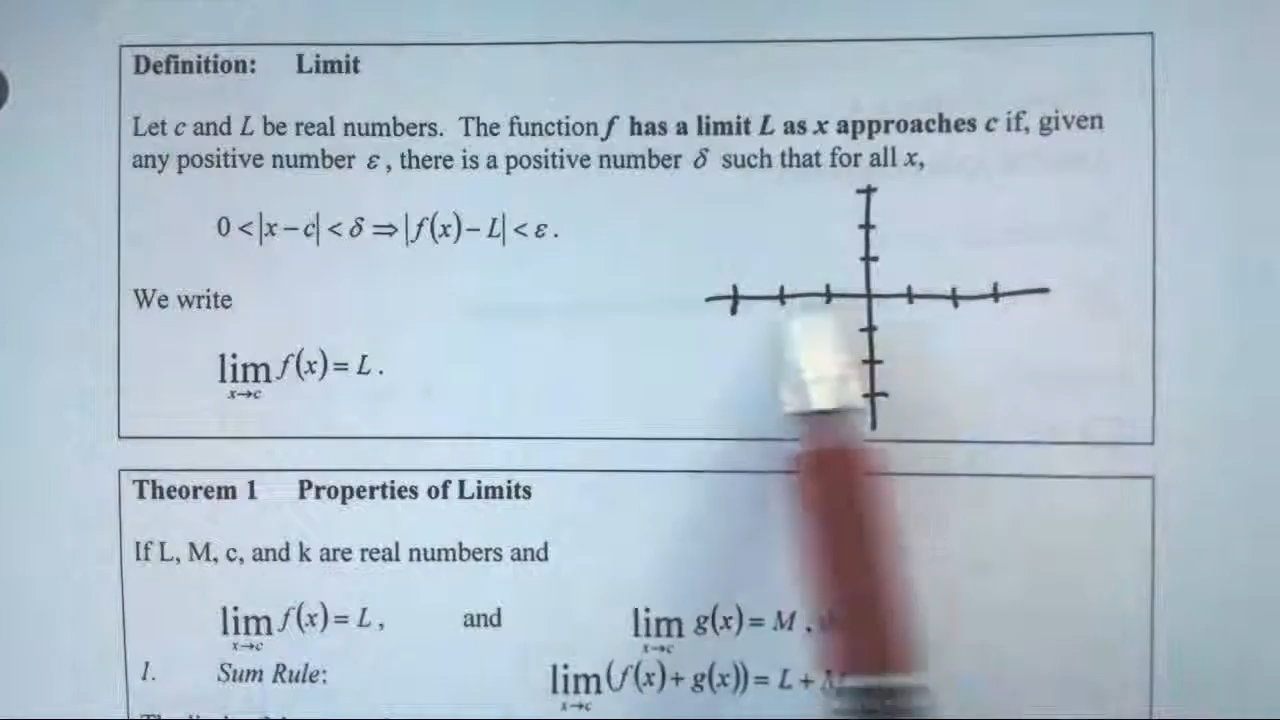 Definition: Limit
Let c and L be real numbers. The function f has a limit L as x approaches c if, given
any positive number ε, there is a positive number δ such that for all x,
0 < |x − c| < δ ⇒ |f(x) − L| < ε.
We write
lim f(x) = L.
x→c
Theorem 1 Properties of Limits
If L, M, c, and k are real numbers and
lim f(x) = L, and lim g(x) = M,
x→c x→c
1. Sum Rule: lim(f(x) + g(x)) = L +
x→c